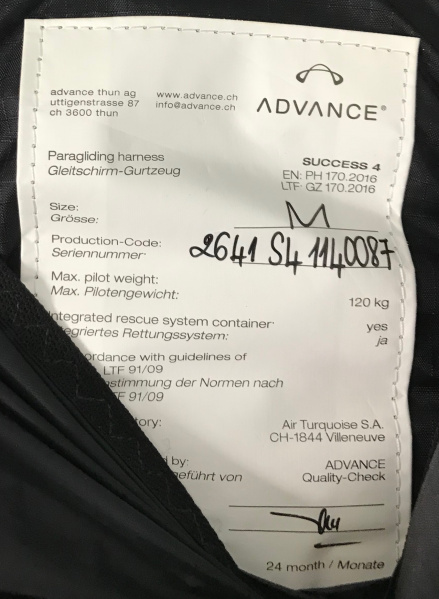 advance thun ag www.advance.ch
uttigenstrasse 87 info@advance.ch
ch 3600 thun
ADVANCE®
Paragliding harness SUCCESS 4
Gleitschirm-Gurtzeug EN: PH 170.2016
LTF: GZ 170.2016
Size: M
Grösse:
Production-Code: 2641 S4 1140087
Seriennummer:
Max. pilot weight:
Max. Pilotengewicht: 120 kg
Integrated rescue system container: yes
egriertes Rettungssystem: ja
ordance with guidelines of
LTF 91/09
nstimmung der Normen nach
TF 91/09
tory: Air Turquoise S.A.
CH-1844 Villeneuve
d by: ADVANCE
geführt von Quality-Check
24 month / Monate